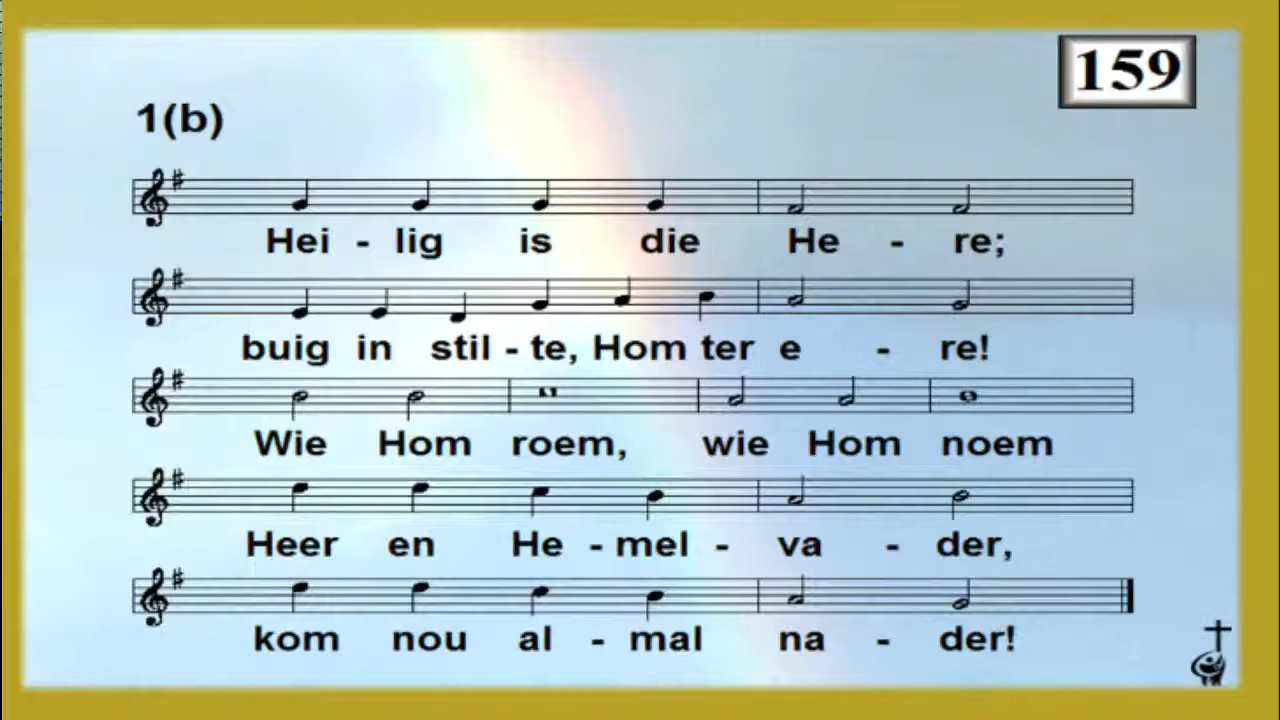 159
1(b)
Hei - lig is die He - re;
buig in stil - te, Hom ter e - re!
Wie Hom roem, wie Hom noem
Heer en He - mel - va - der,
kom nou al - mal na - der!